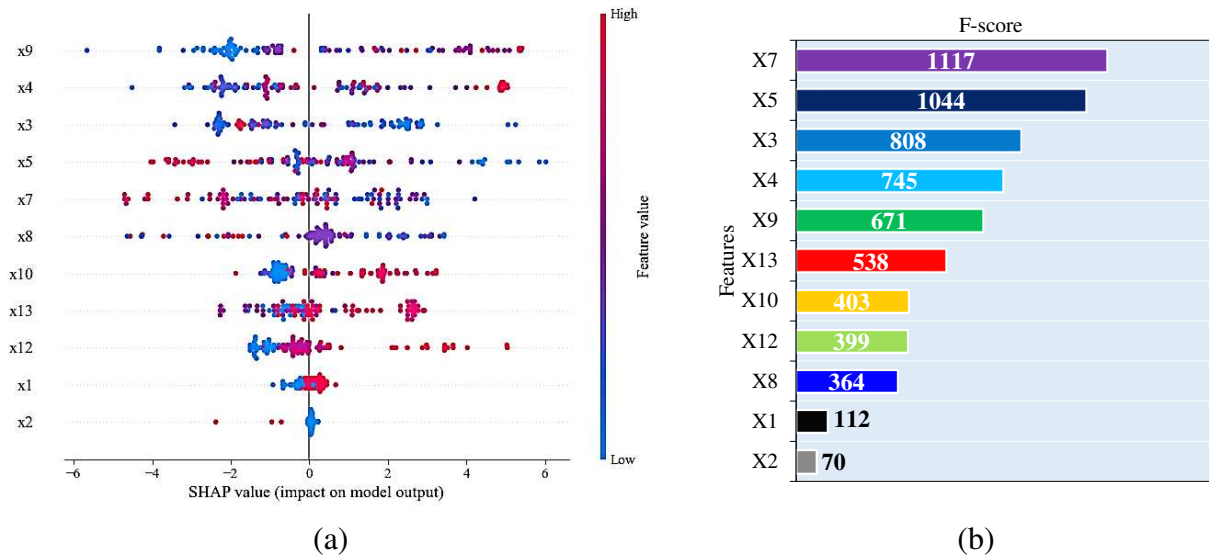 High
x9
x4
x3
x5
x7
x8
x10
x13
x12
x1
x2
Low
Feature value
−6
−4
−2
0
2
4
6
SHAP value (impact on model output)
(a)
F-score
Features
X7
1117
X5
1044
X3
808
X4
745
X9
671
X13
538
X10
403
X12
399
X8
364
X1
112
X2
70
(b)